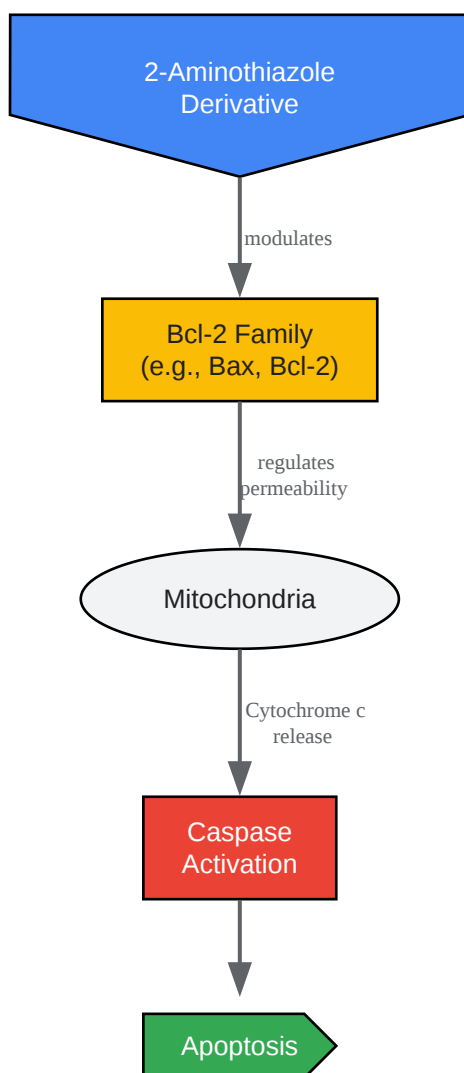 2-Aminothiazole
Derivative
modulates
Bcl-2 Family
(e.g., Bax, Bcl-2)
regulates
permeability
Mitochondria
Cytochrome c
release
Caspase
Activation
Apoptosis